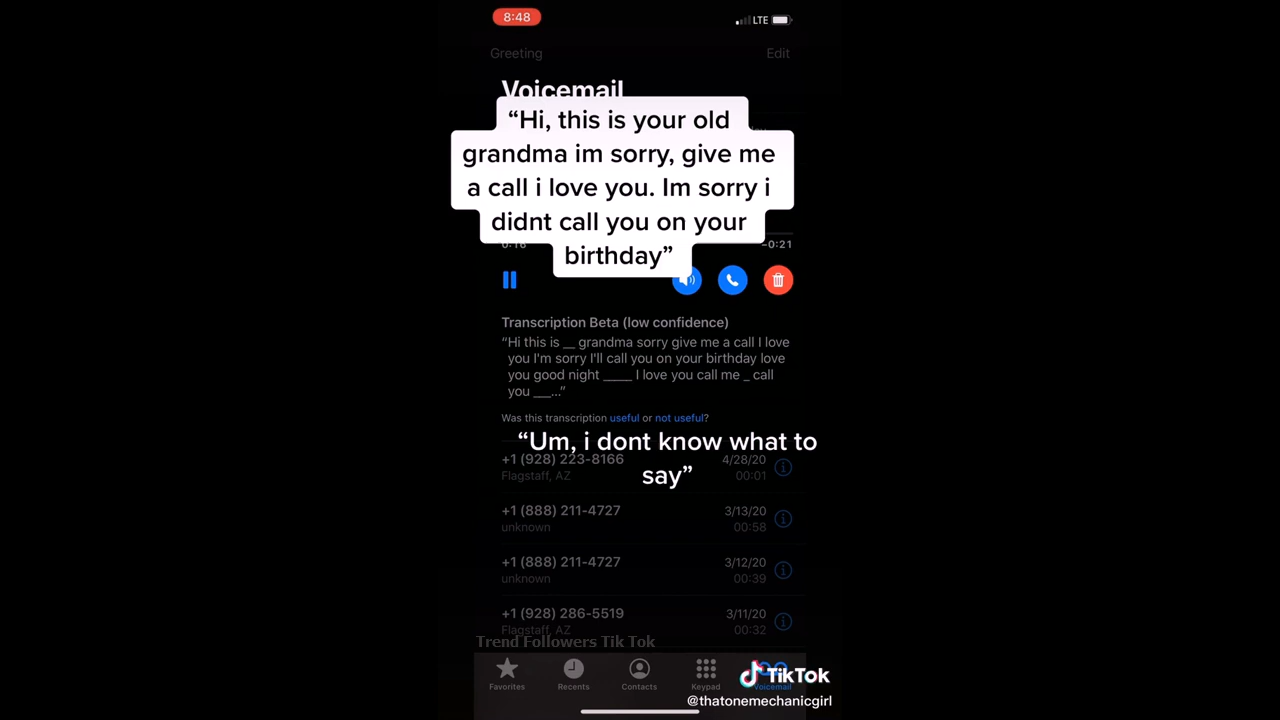 8:48
LTE
Greeting
Edit
Voicemail
“Hi, this is your old
grandma im sorry, give me
a call i love you. Im sorry i
didnt call you on your
birthday”
0:16
−0:21
Transcription Beta (low confidence)
“Hi this is __ grandma sorry give me a call I love
you I'm sorry I'll call you on your birthday love
you good night ____ I love you call me _ call
you ___...”
Was this transcription useful or not useful?
“Um, i dont know what to
say”
+1 (928) 223-8166
4/28/20
Flagstaff, AZ
00:01
+1 (888) 211-4727
3/13/20
unknown
00:58
+1 (888) 211-4727
3/12/20
unknown
00:39
+1 (928) 286-5519
3/11/20
Flagstaff, AZ
00:32
Trend Followers Tik Tok
Favorites
Recents
Contacts
Keypad
Voicemail
TikTok
@thatonemechanicgirl